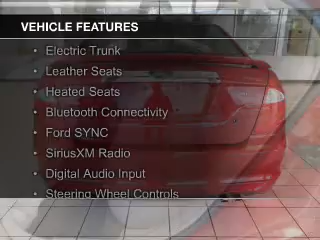 VEHICLE FEATURES
• Electric Trunk
• Leather Seats
• Heated Seats
• Bluetooth Connectivity
• Ford SYNC
• SiriusXM Radio
• Digital Audio Input
• Steering Wheel Controls